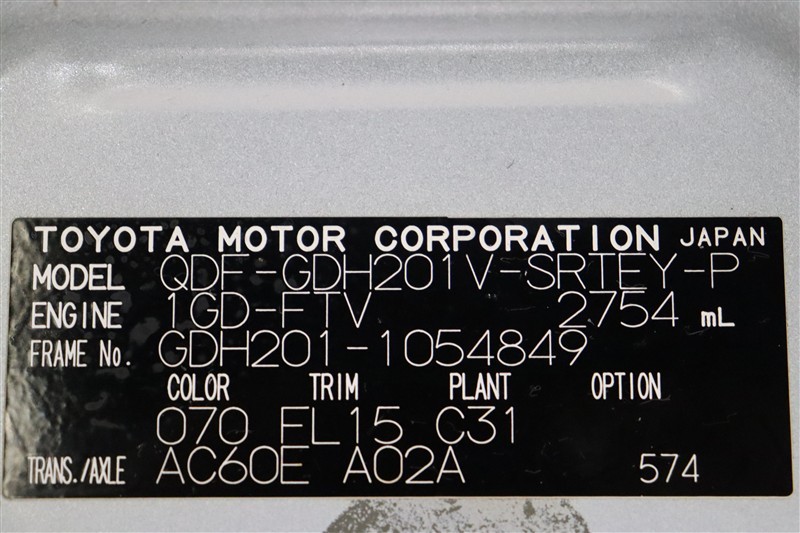 TOYOTA MOTOR CORPORATION JAPAN
MODEL QDF-GDH201V-SRTEY-P
ENGINE 1GD-FTV 2754 mL
FRAME No. GDH201-1054849
COLOR TRIM PLANT OPTION
070 FL15 C31
TRANS./AXLE AC60E A02A 574